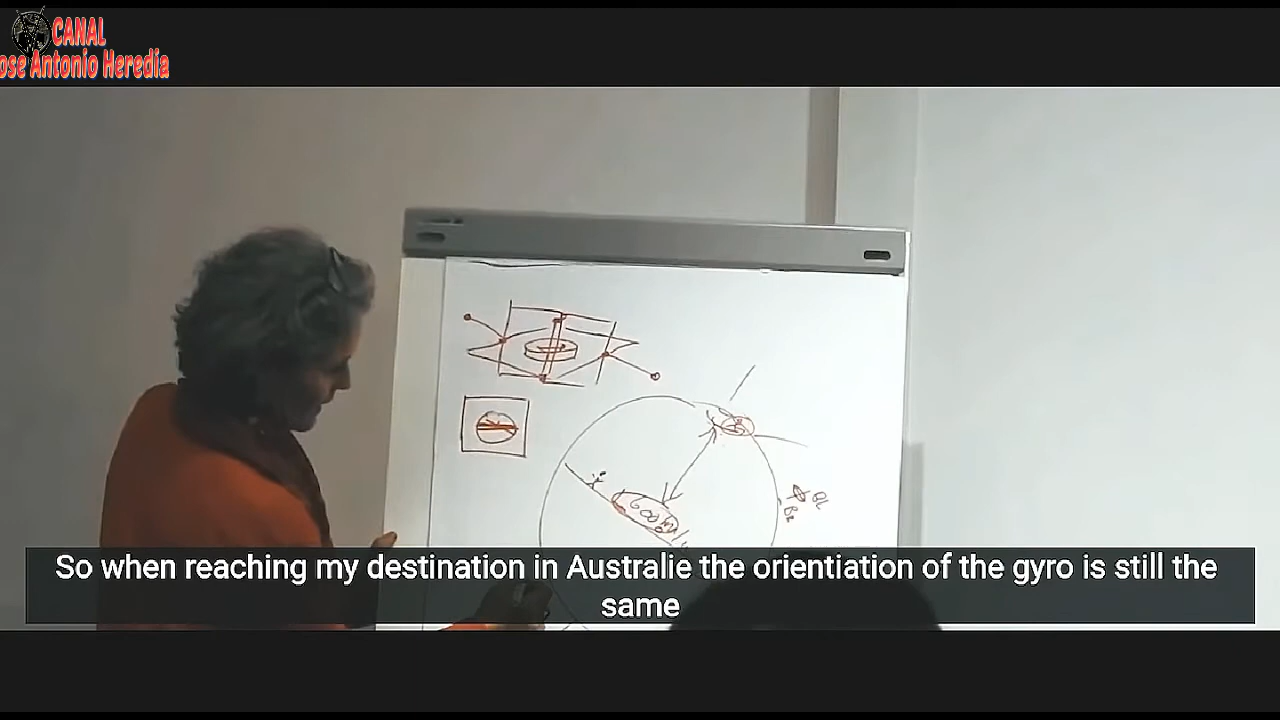 CANAL
ose Antonio Heredia
So when reaching my destination in Australie the orientiation of the gyro is still the
same